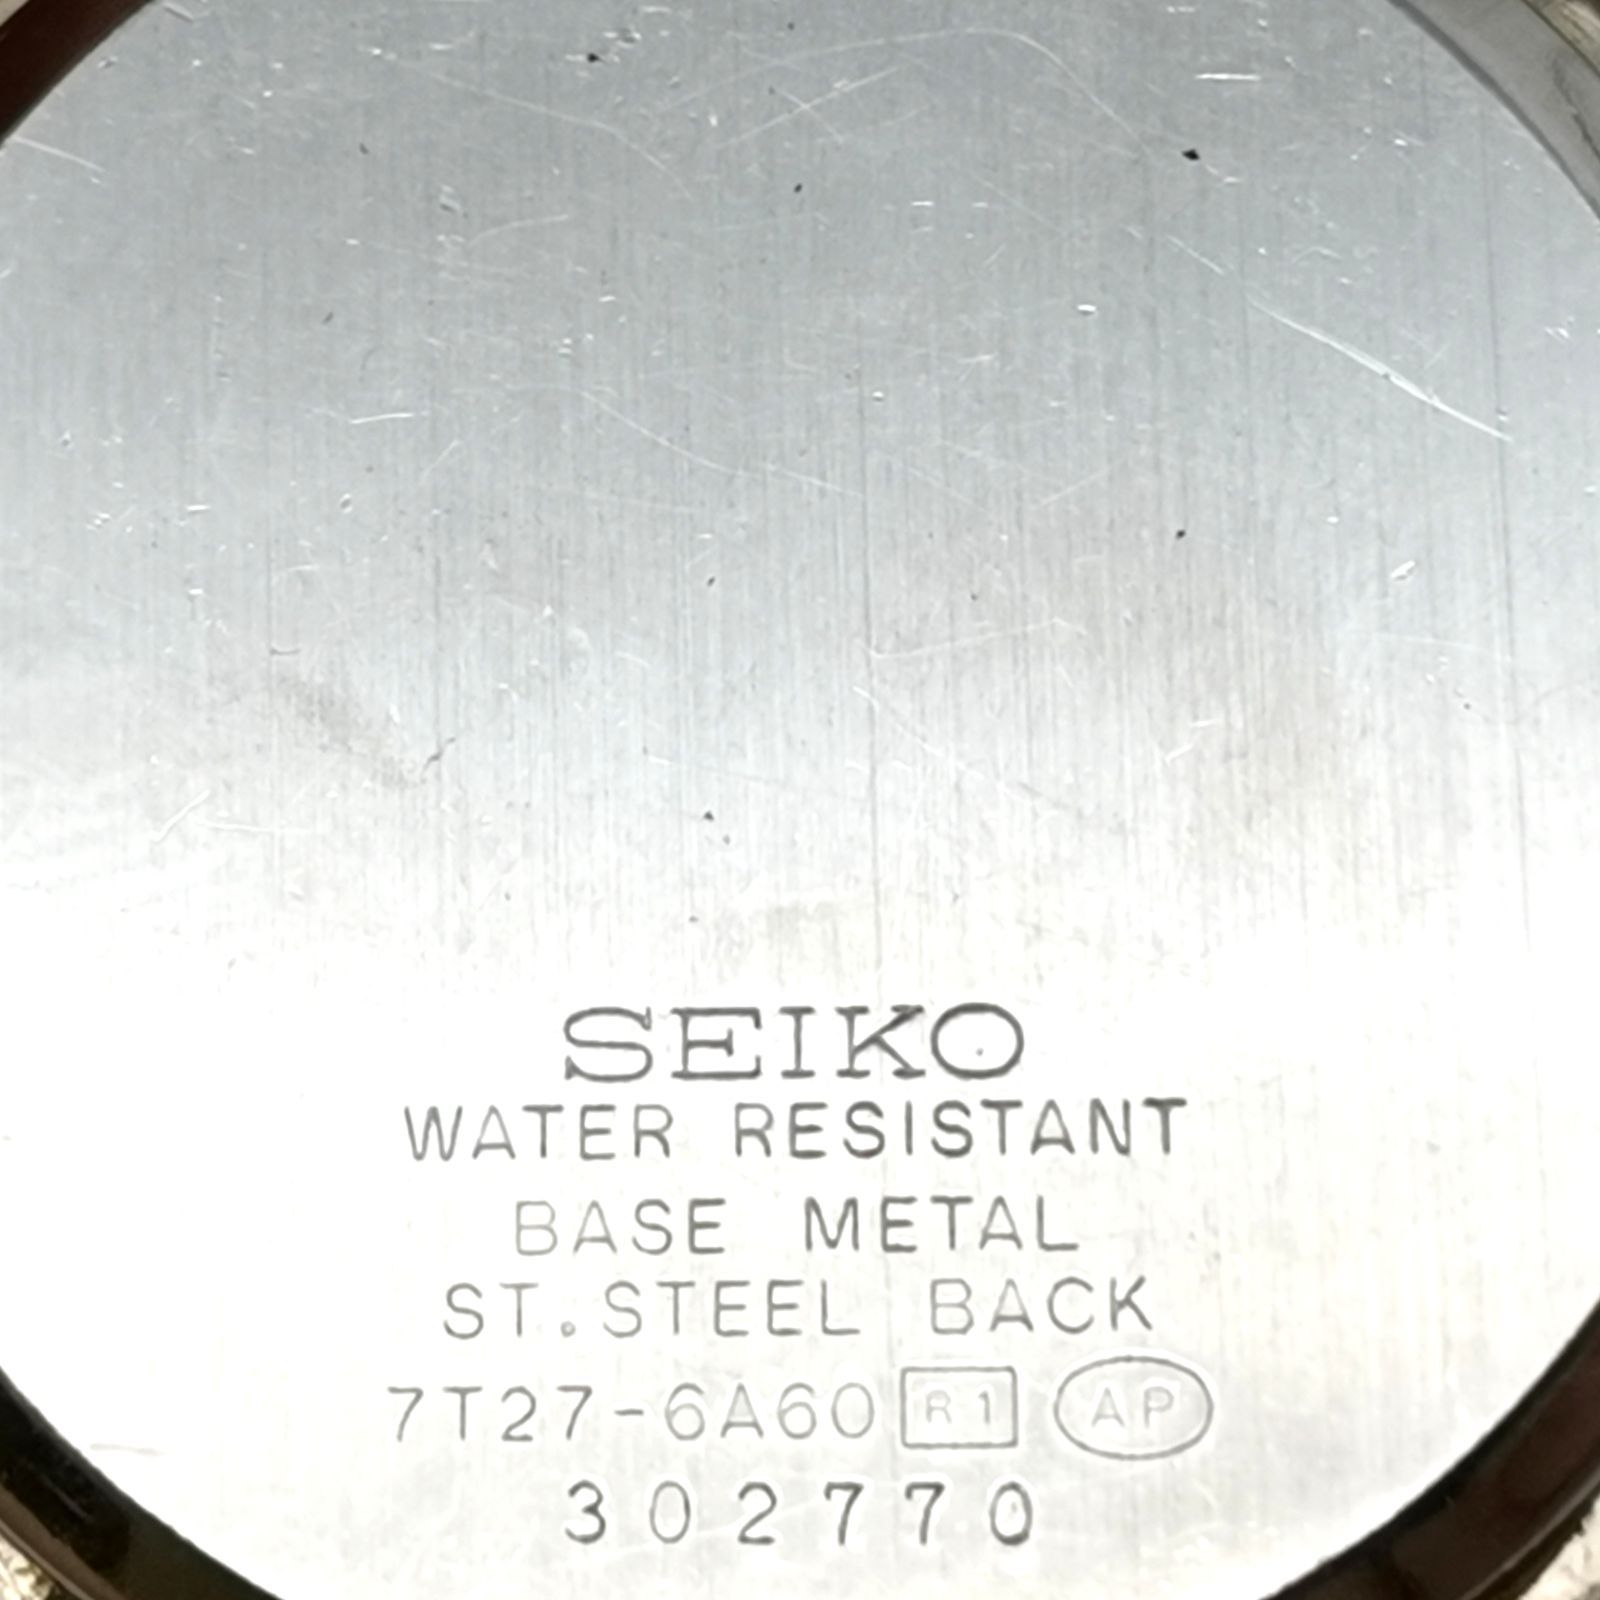 SEIKO
WATER RESISTANT
BASE METAL
ST.STEEL BACK
7T27-6A60 R1 AP
302770